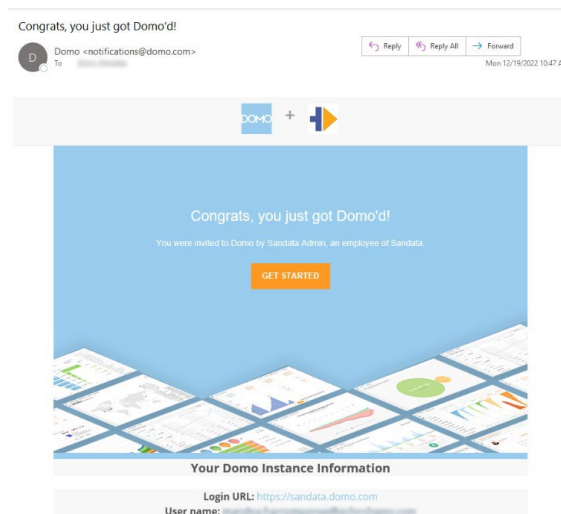 Congrats, you just got Domo'd!
D
Domo <notifications@domo.com>
To
Reply
Reply All
Forward
Mon 12/19/2022 10:47 A
DOMO +
Congrats, you just got Domo'd!
You were invited to Domo by Sandata Admin, an employee of Sandata
GET STARTED
Your Domo Instance Information
Login URL: https://sandata.domo.com
User name: